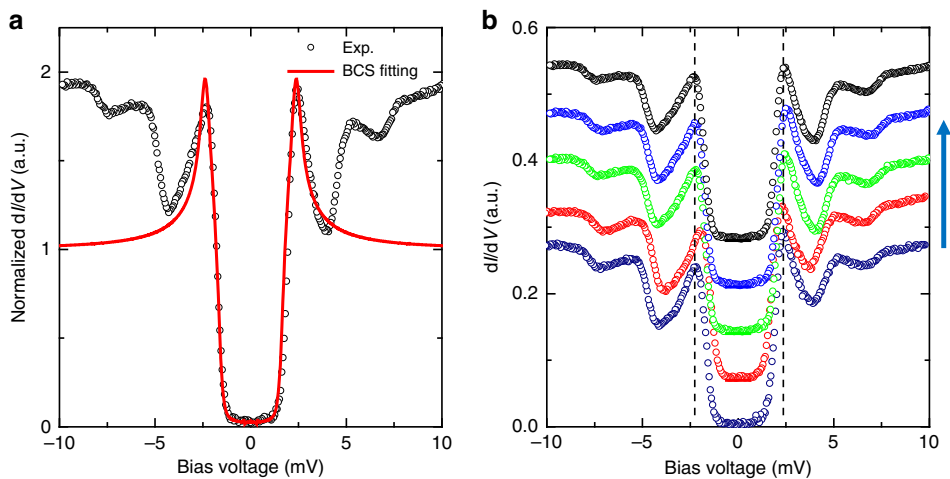 a
Normalized dI/dV (a.u.)
2
1
0
Exp.
BCS fitting
–10
–5
0
5
10
Bias voltage (mV)
b
dI/dV (a.u.)
0.6
0.4
0.2
0.0
–10
–5
0
5
10
Bias voltage (mV)